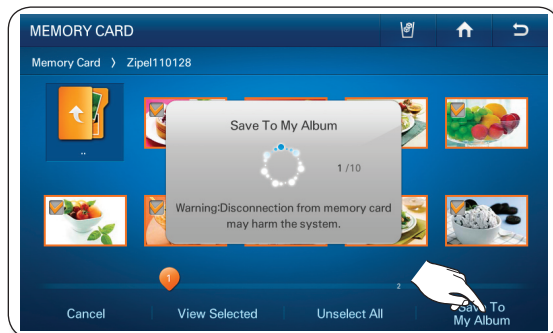 MEMORY CARD
Memory Card 〉 Zipel110128
..
Save To My Album
1 /10
Warning:Disconnection from memory card
may harm the system.
1
2
Cancel
View Selected
Unselect All
Save To
My Album